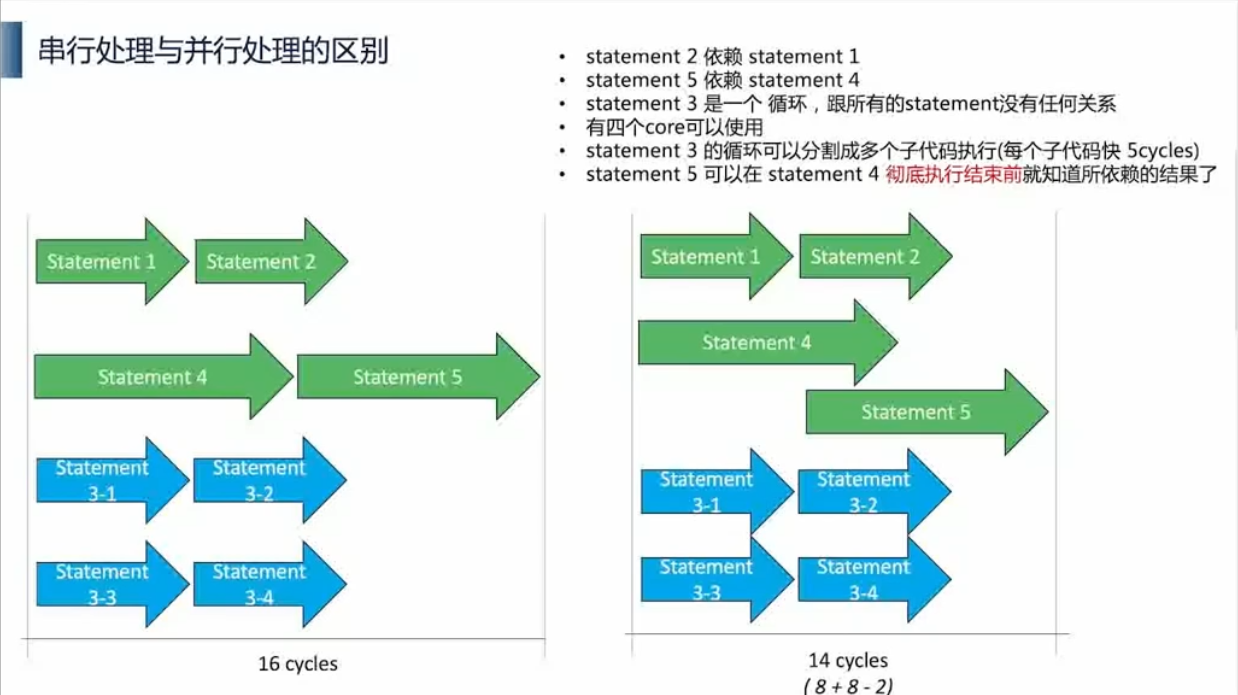 串行处理与并行处理的区别
• statement 2 依赖 statement 1
• statement 5 依赖 statement 4
• statement 3 是一个 循环，跟所有的statement没有任何关系
• 有四个core可以使用
• statement 3 的循环可以分割成多个子代码执行(每个子代码快 5cycles)
• statement 5 可以在 statement 4 彻底执行结束前就知道所依赖的结果了
Statement 1
Statement 2
Statement 4
Statement 5
Statement
3-1
Statement
3-2
Statement
3-3
Statement
3-4
16 cycles
Statement 1
Statement 2
Statement 4
Statement 5
Statement
3-1
Statement
3-2
Statement
3-3
Statement
3-4
14 cycles
( 8 + 8 - 2)